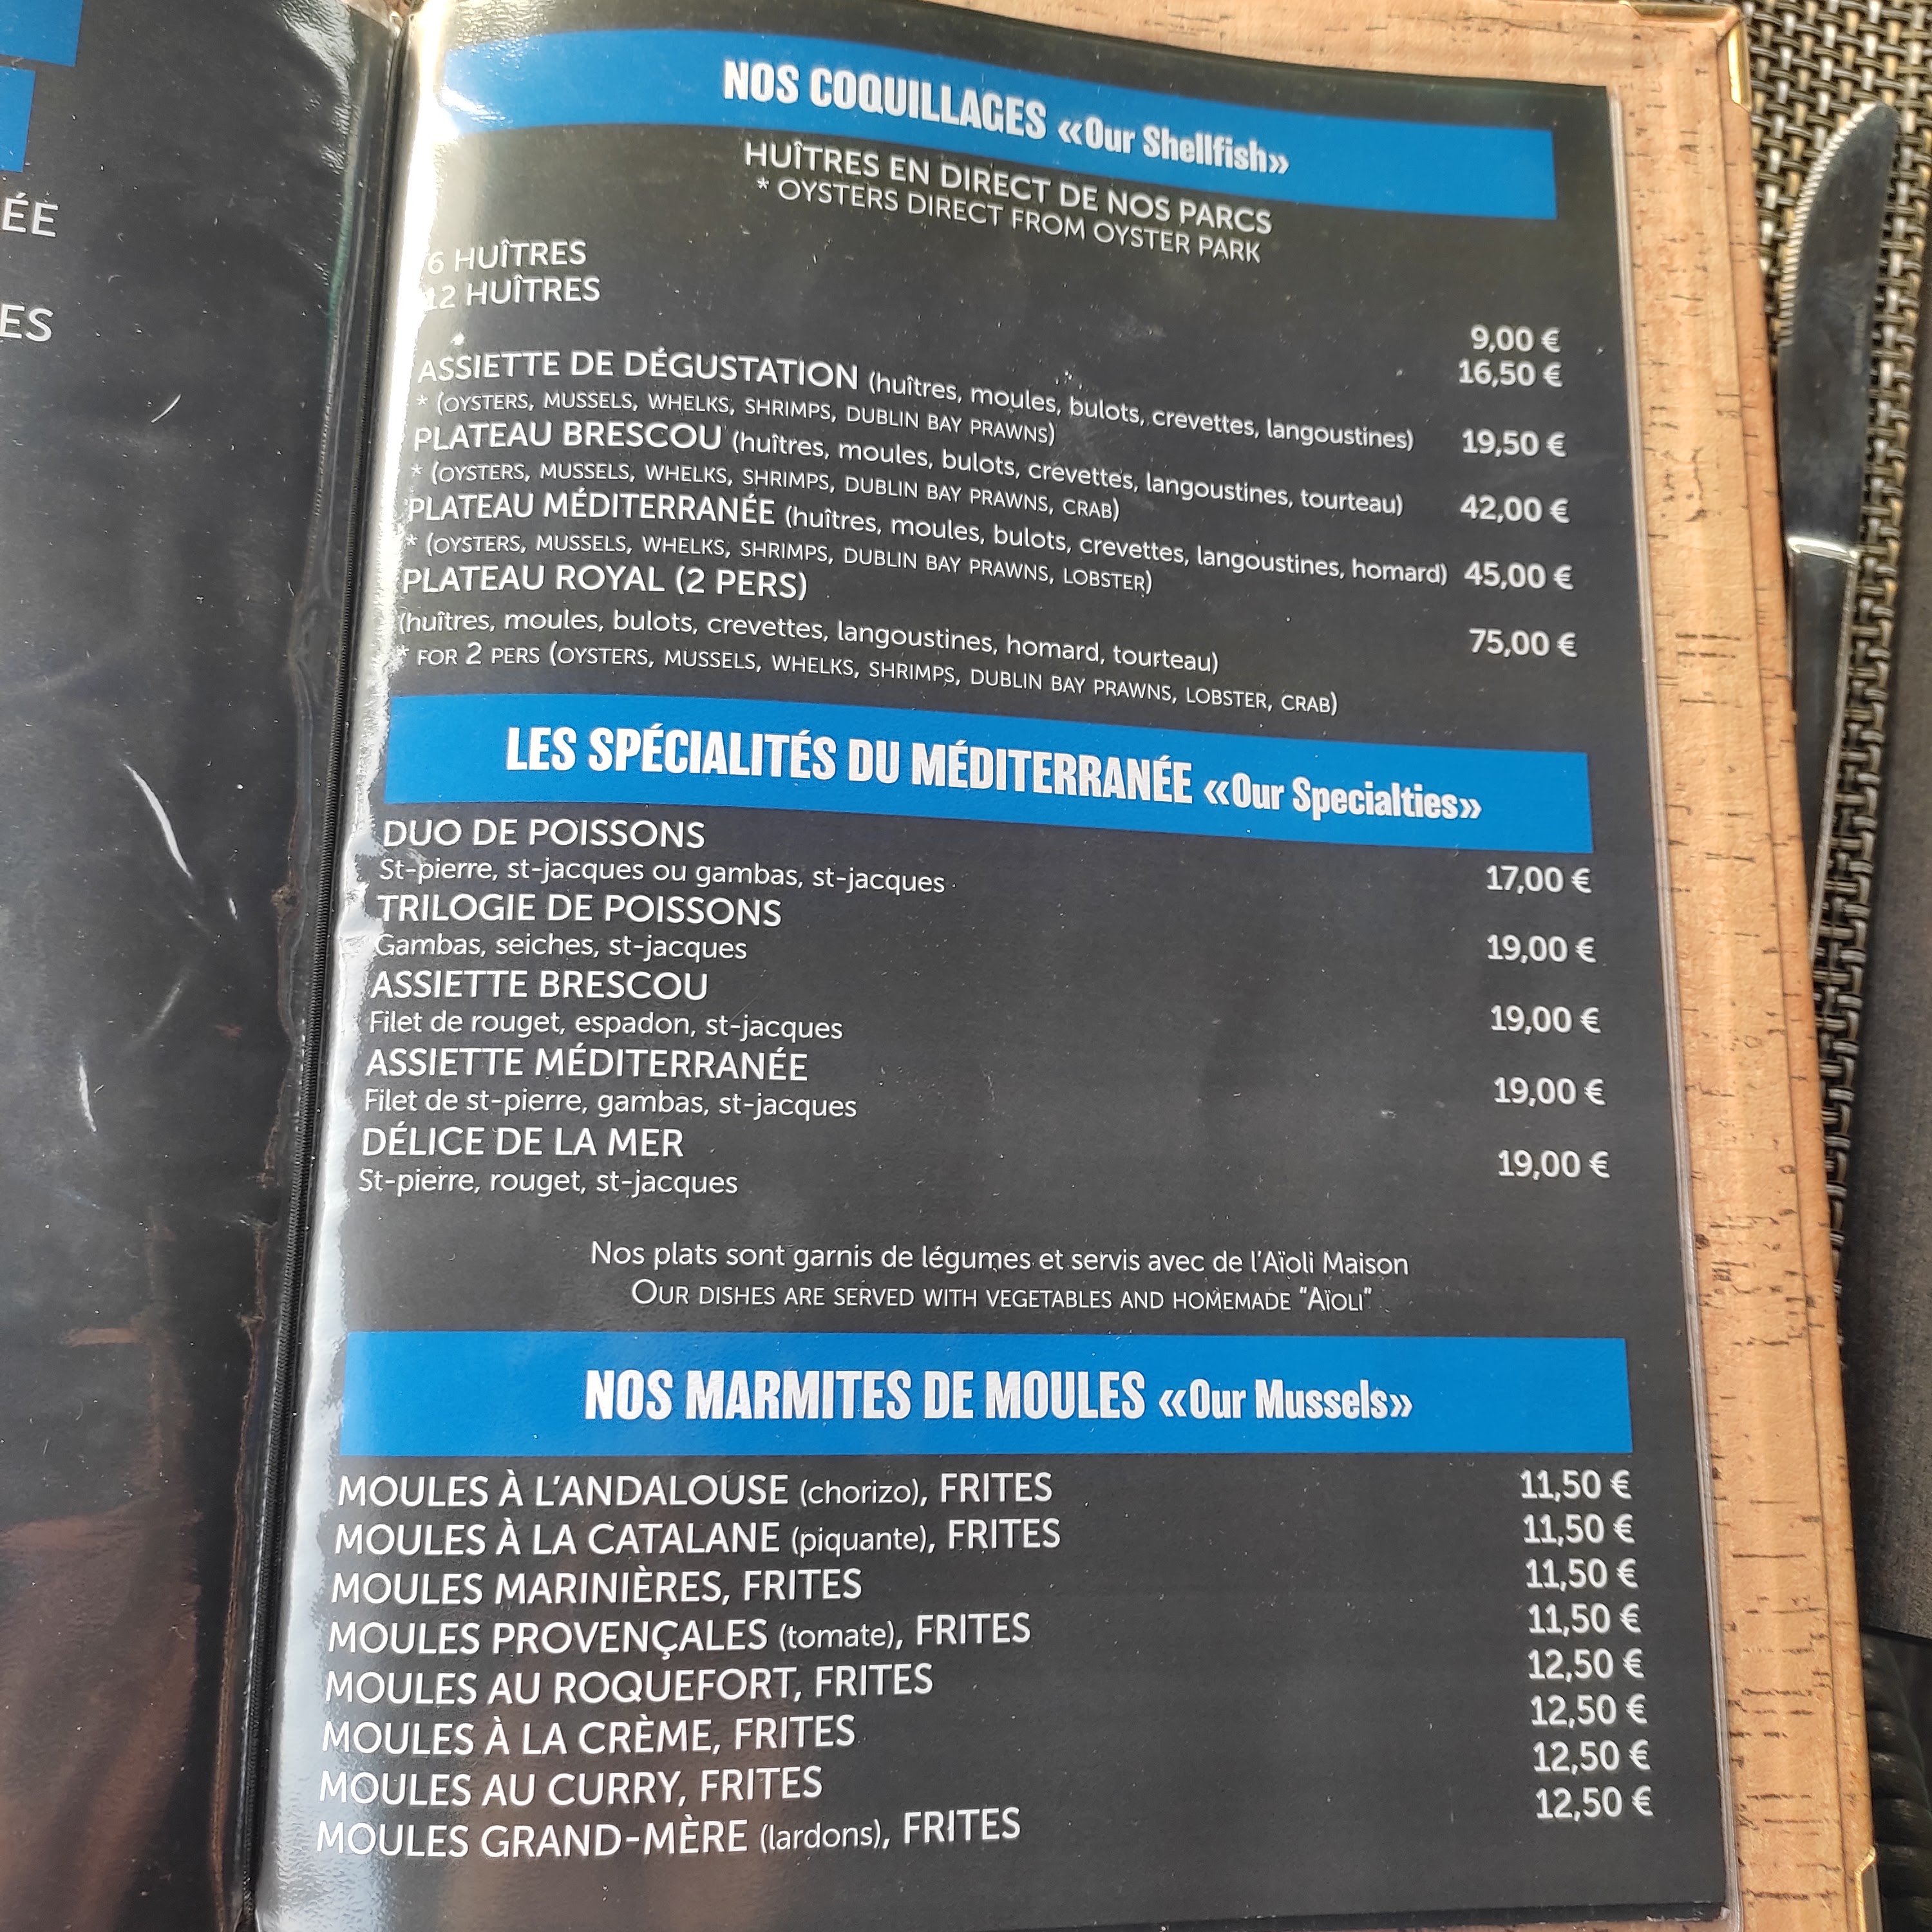 ÉE
ES
NOS COQUILLAGES «Our Shellfish»
HUÎTRES EN DIRECT DE NOS PARCS
* OYSTERS DIRECT FROM OYSTER PARK
6 HUÎTRES 9,00 €
12 HUÎTRES 16,50 €
ASSIETTE DE DÉGUSTATION (huîtres, moules, bulots, crevettes, langoustines) 19,50 €
* (OYSTERS, MUSSELS, WHELKS, SHRIMPS, DUBLIN BAY PRAWNS)
PLATEAU BRESCOU (huîtres, moules, bulots, crevettes, langoustines, tourteau) 42,00 €
* (OYSTERS, MUSSELS, WHELKS, SHRIMPS, DUBLIN BAY PRAWNS, CRAB)
PLATEAU MÉDITERRANÉE (huîtres, moules, bulots, crevettes, langoustines, homard) 45,00 €
* (OYSTERS, MUSSELS, WHELKS, SHRIMPS, DUBLIN BAY PRAWNS, LOBSTER)
PLATEAU ROYAL (2 PERS) 75,00 €
(huîtres, moules, bulots, crevettes, langoustines, homard, tourteau)
* FOR 2 PERS (OYSTERS, MUSSELS, WHELKS, SHRIMPS, DUBLIN BAY PRAWNS, LOBSTER, CRAB)
LES SPÉCIALITÉS DU MÉDITERRANÉE «Our Specialties»
DUO DE POISSONS 17,00 €
St-pierre, st-jacques ou gambas, st-jacques
TRILOGIE DE POISSONS 19,00 €
Gambas, seiches, st-jacques
ASSIETTE BRESCOU 19,00 €
Filet de rouget, espadon, st-jacques
ASSIETTE MÉDITERRANÉE 19,00 €
Filet de st-pierre, gambas, st-jacques
DÉLICE DE LA MER 19,00 €
St-pierre, rouget, st-jacques
Nos plats sont garnis de légumes et servis avec de l'Aïoli Maison
OUR DISHES ARE SERVED WITH VEGETABLES AND HOMEMADE "AÏOLI"
NOS MARMITES DE MOULES «Our Mussels»
MOULES À L'ANDALOUSE (chorizo), FRITES 11,50 €
MOULES À LA CATALANE (piquante), FRITES 11,50 €
MOULES MARINIÈRES, FRITES 11,50 €
MOULES PROVENÇALES (tomate), FRITES 11,50 €
MOULES AU ROQUEFORT, FRITES 12,50 €
MOULES À LA CRÈME, FRITES 12,50 €
MOULES AU CURRY, FRITES 12,50 €
MOULES GRAND-MÈRE (lardons), FRITES 12,50 €